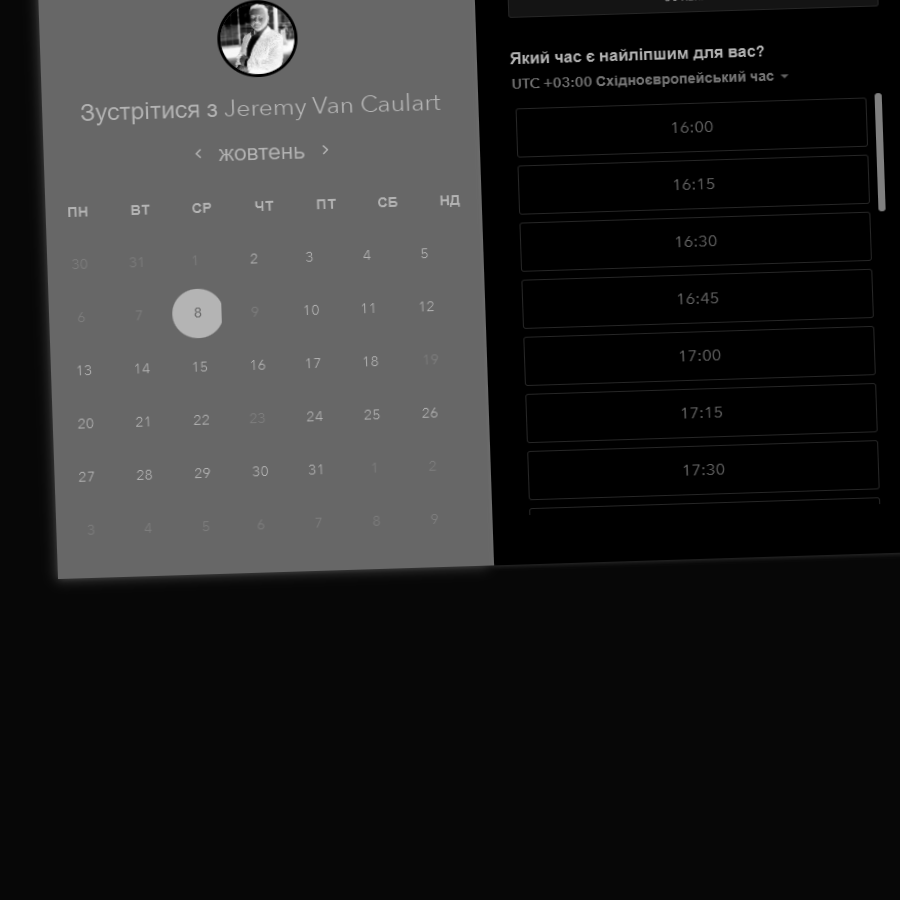 Зустрітися з Jeremy Van Caulart
жовтень
ПН ВТ СР ЧТ ПТ СБ НД
30 31 1 2 3 4 5
6 7 8 9 10 11 12
13 14 15 16 17 18 19
20 21 22 23 24 25 26
27 28 29 30 31 1 2
3 4 5 6 7 8 9
Який час є найліпшим для вас?
UTC +03:00 Східноєвропейський час
16:00
16:15
16:30
16:45
17:00
17:15
17:30